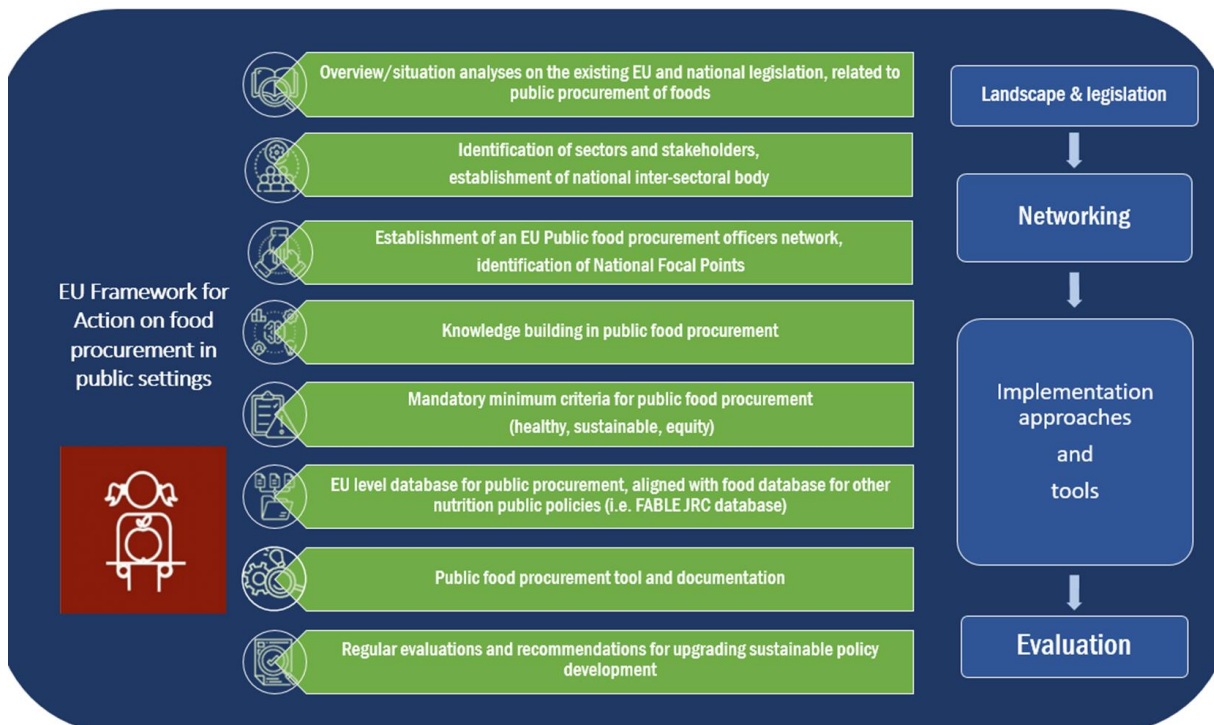 EU Framework for
Action on food
procurement in
public settings
Overview/situation analyses on the existing EU and national legislation, related to
public procurement of foods
Identification of sectors and stakeholders,
establishment of national inter-sectoral body
Establishment of an EU Public food procurement officers network,
identification of National Focal Points
Knowledge building in public food procurement
Mandatory minimum criteria for public food procurement
(healthy, sustainable, equity)
EU level database for public procurement, aligned with food database for other
nutrition public policies (i.e. FABLE JRC database)
Public food procurement tool and documentation
Regular evaluations and recommendations for upgrading sustainable policy
development
Landscape & legislation
Networking
Implementation
approaches
and
tools
Evaluation